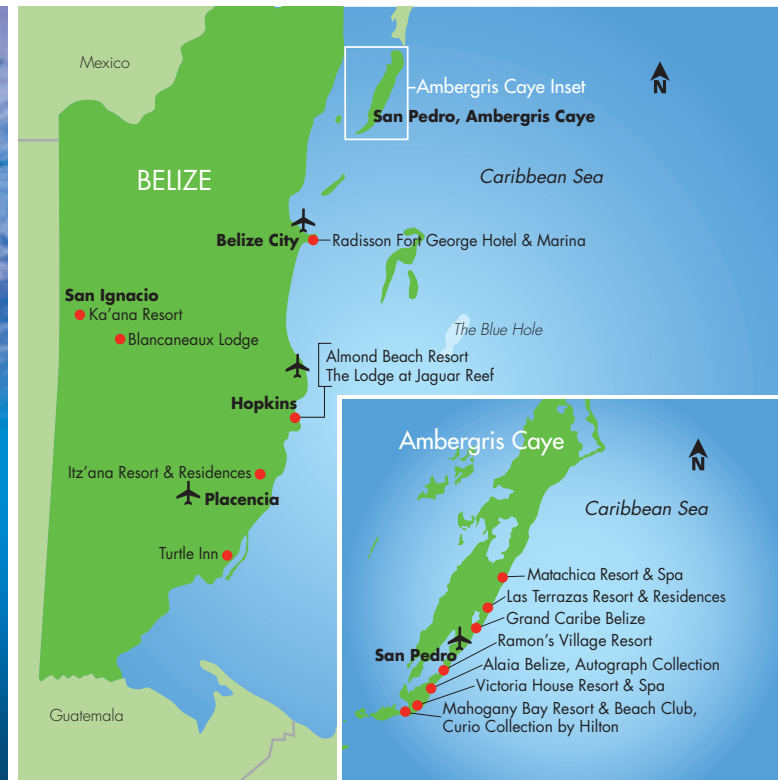 Mexico
Ambergris Caye Inset
N
San Pedro, Ambergris Caye
BELIZE
Caribbean Sea
Belize City
Radisson Fort George Hotel & Marina
San Ignacio
Ka’ana Resort
The Blue Hole
Blancaneaux Lodge
Almond Beach Resort
The Lodge at Jaguar Reef
Hopkins
Itz’ana Resort & Residences
Placencia
Turtle Inn
Guatemala
Ambergris Caye
N
Caribbean Sea
Matachica Resort & Spa
Las Terrazas Resort & Residences
Grand Caribe Belize
Ramon’s Village Resort
San Pedro
Alaia Belize, Autograph Collection
Victoria House Resort & Spa
Mahogany Bay Resort & Beach Club,
Curio Collection by Hilton